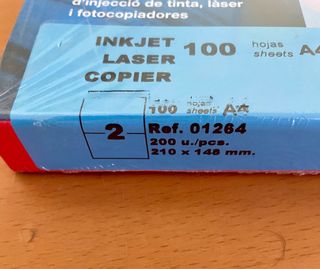 d'injecció de tinta, làser
i fotocopiadores
INKJET 100 hojas A4
LASER sheets
COPIER
100 hojas A4
sheets
2 Ref. 01264
200 u./pcs.
210 x 148 mm.